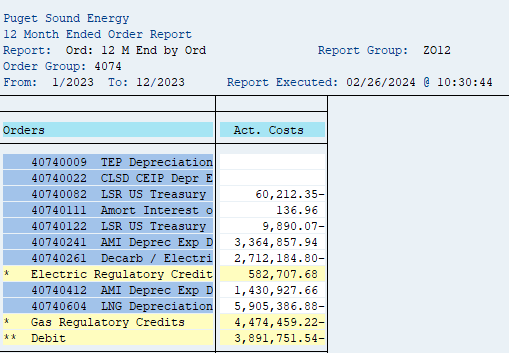 Puget Sound Energy
12 Month Ended Order Report
Report: Ord: 12 M End by Ord Report Group: ZO12
Order Group: 4074
From: 1/2023 To: 12/2023 Report Executed: 02/26/2024 @ 10:30:44
Orders Act. Costs
40740009 TEP Depreciation
40740022 CLSD CEIP Depr E
40740082 LSR US Treasury 60,212.35-
40740111 Amort Interest o 136.96
40740122 LSR US Treasury 9,890.07-
40740241 AMI Deprec Exp D 3,364,857.94
40740261 Decarb / Electri 2,712,184.80-
* Electric Regulatory Credit 582,707.68
40740412 AMI Deprec Exp D 1,430,927.66
40740604 LNG Depreciation 5,905,386.88-
* Gas Regulatory Credits 4,474,459.22-
** Debit 3,891,751.54-